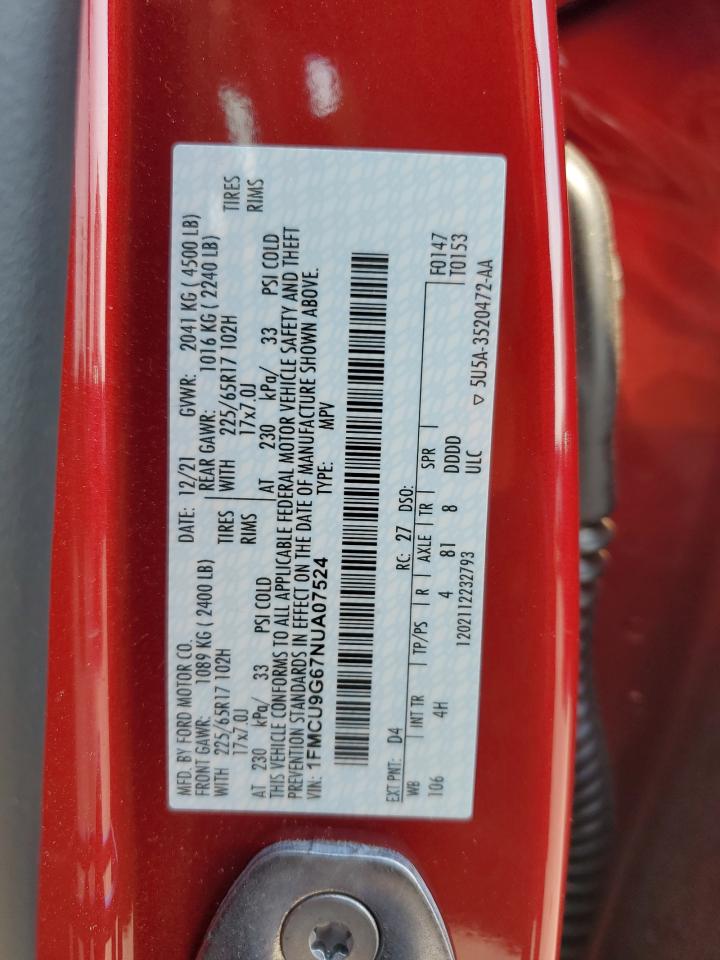 MFD. BY FORD MOTOR CO. DATE: 12/21 GVWR: 2041 KG ( 4500 LB)
FRONT GAWR: 1089 KG ( 2400 LB) REAR GAWR: 1016 KG ( 2240 LB)
WITH 225/65R17 102H TIRES WITH 225/65R17 102H TIRES
17x7.0J RIMS 17x7.0J RIMS
AT 230 kPa/ 33 PSI COLD AT 230 kPa/ 33 PSI COLD
THIS VEHICLE CONFORMS TO ALL APPLICABLE FEDERAL MOTOR VEHICLE SAFETY AND THEFT
PREVENTION STANDARDS IN EFFECT ON THE DATE OF MANUFACTURE SHOWN ABOVE.
VIN: 1FMCU9G67NUA07524 TYPE: MPV
EXT PNT: D4 RC: 27 DSO: F0147
WB INT TR TP/PS R AXLE TR SPR T0153
106 4H 4 81 8 DDDD
1202112232793 ULC ▽ 5U5A-3520472-AA